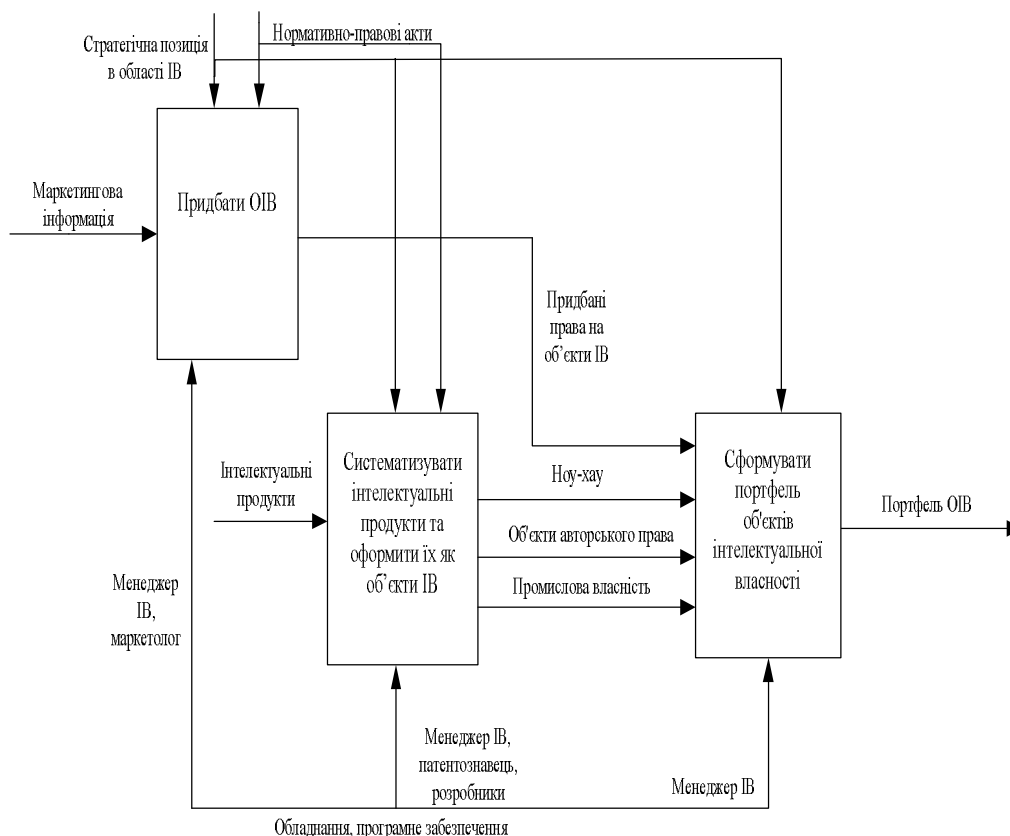 Стратегічна позиція
в області ІВ
Нормативно-правові акти
Маркетингова
інформація
Придбати ОІВ
Придбані
права на
об’єкти ІВ
Інтелектуальні
продукти
Систематизувати
інтелектуальні
продукти та
оформити їх як
об’єкти ІВ
Ноу-хау
Об'єкти авторського права
Промислова власність
Сформувати
портфель
об'єктів
інтелектуальної
власності
Портфель ОІВ
Менеджер
ІВ,
маркетолог
Менеджер ІВ,
патентознавець,
розробники
Менеджер ІВ
Обладнання, програмне забезпечення